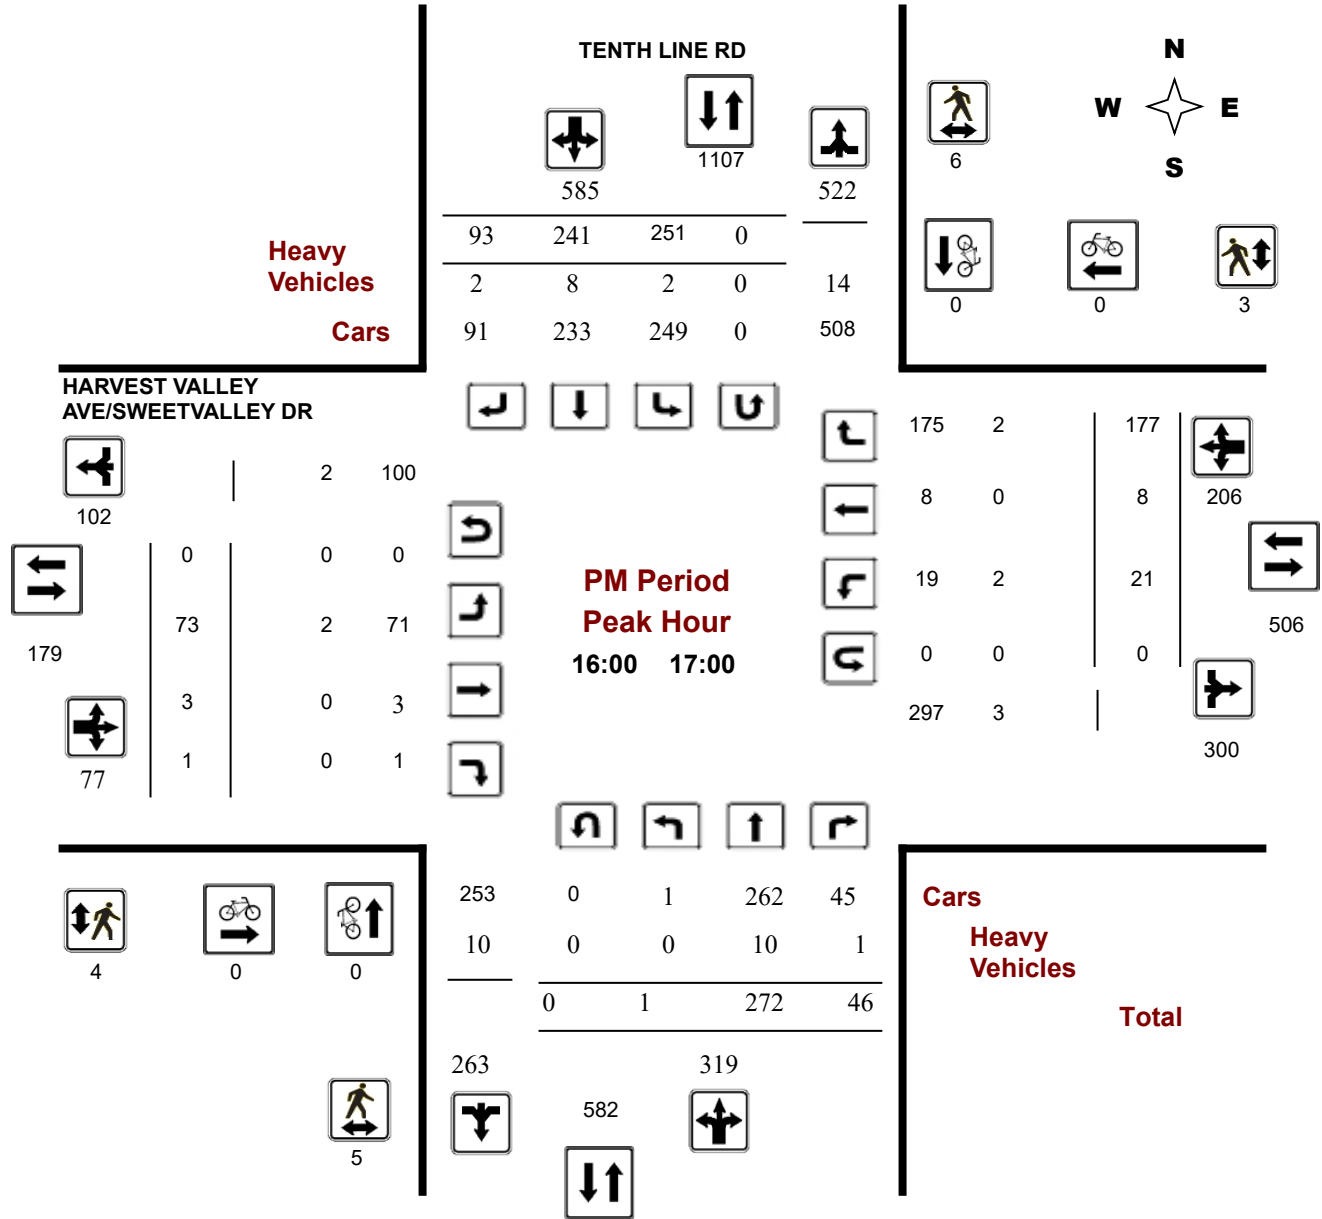 TENTH LINE RD
N
W E
S
1107
6
585
522
93 241 251 0
Heavy
Vehicles
2 8 2 0 14
0 0 3
Cars
91 233 249 0 508
HARVEST VALLEY
AVE/SWEETVALLEY DR
175 2 177
2 100
102
8 0 8
206
0 0 0
PM Period
19 2 21
Peak Hour
73 2 71
506
179
16:00 17:00
0 0 0
3 0 3
297 3
300
1 0 1
77
253 0 1 262 45
Cars
10 0 0 10 1
Heavy
Vehicles
4 0 0
0 1 272 46
Total
263 319
582
5